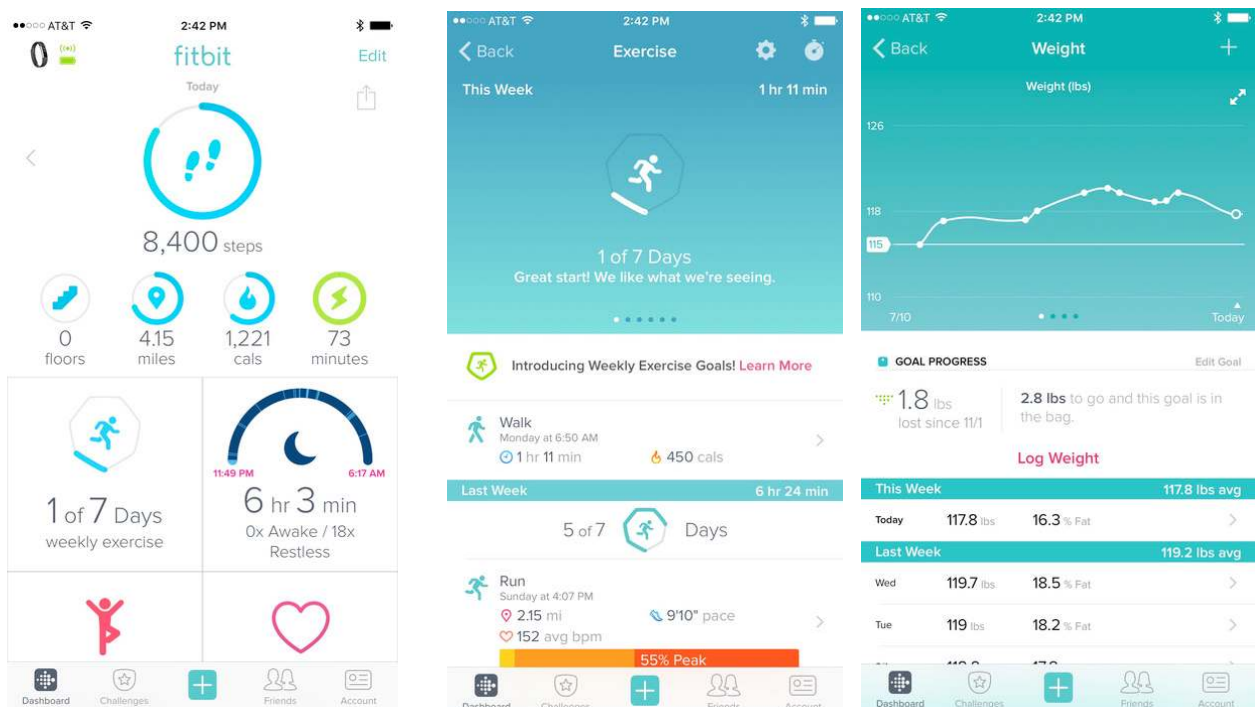 AT&T 2:42 PM
fitbit Edit
Today
8,400 steps
0 4.15 1,221 73
floors miles cals minutes
11:49 PM 6:17 AM
1 of 7 Days
weekly exercise
6 hr 3 min
0x Awake / 18x
Restless
Dashboard Challenges Friends Account
AT&T 2:42 PM
Back Exercise
This Week 1 hr 11 min
1 of 7 Days
Great start! We like what we're seeing.
Introducing Weekly Exercise Goals! Learn More
Walk
Monday at 6:50 AM
1 hr 11 min 450 cals
Last Week 6 hr 24 min
5 of 7 Days
Run
Sunday at 4:07 PM
2.15 mi 9'10" pace
152 avg bpm
55% Peak
Dashboard Challenges Friends Account
AT&T 2:42 PM
Back Weight
Weight (lbs)
126
118
115
110
7/10 Today
GOAL PROGRESS Edit Goal
1.8 lbs
lost since 11/1
2.8 lbs to go and this goal is in
the bag.
Log Weight
This Week 117.8 lbs avg
Today 117.8 lbs 16.3 % Fat
Last Week 119.2 lbs avg
Wed 119.7 lbs 18.5 % Fat
Tue 119 lbs 18.2 % Fat
Dashboard Challenges Friends Account